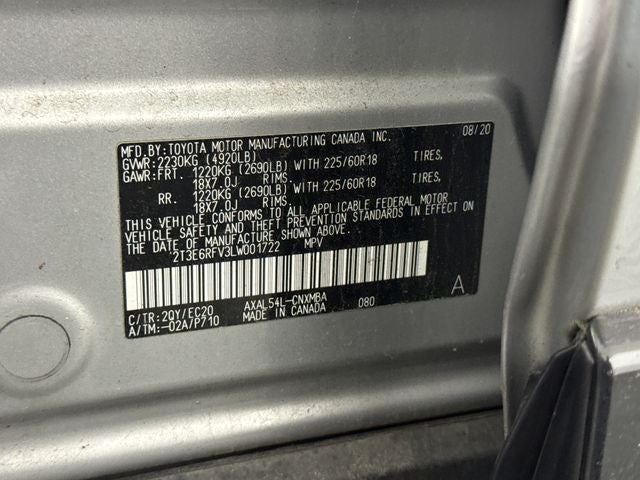 MFD.BY:TOYOTA MOTOR MANUFACTURING CANADA INC. 08/20
GVWR:2230KG (4920LB)
GAWR:FRT. 1220KG (2690LB) WITH 225/60R18 TIRES,
18X7.0J RIMS.
RR. 1220KG (2690LB) WITH 225/60R18 TIRES,
18X7.0J RIMS.
THIS VEHICLE CONFORMS TO ALL APPLICABLE FEDERAL MOTOR
VEHICLE SAFETY AND THEFT PREVENTION STANDARDS IN EFFECT ON
THE DATE OF MANUFACTURE SHOWN ABOVE.
2T3E6RFV3LW001722 MPV
C/TR:2QY/EC20 AXAL54L-CNXMBA 080 A
A/TM:-02A/P710 MADE IN CANADA